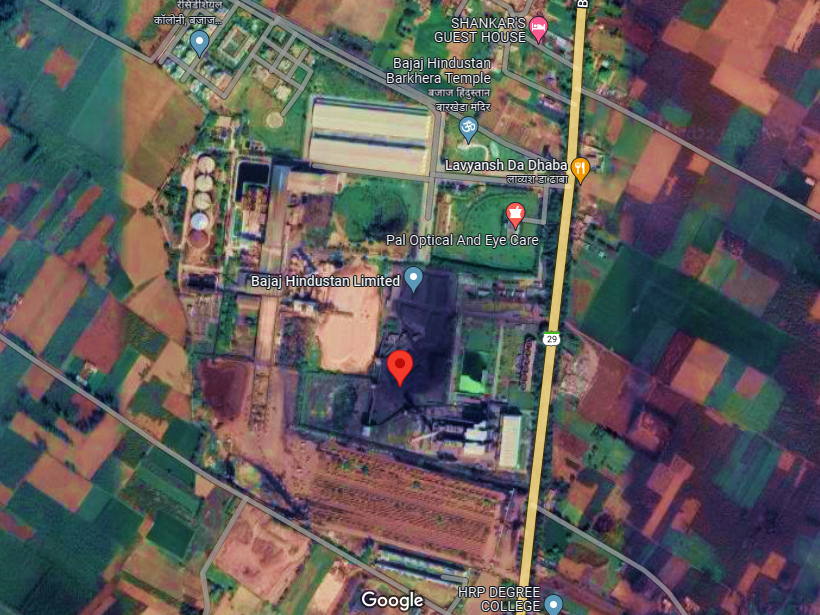 रेसिडेंशियल
कॉलोनी, बजाज...
SHANKAR'S
GUEST HOUSE
Bajaj Hindustan
Barkhera Temple
बजाज हिंदुस्तान
बारखेडा मंदिर
Lavyansh Da Dhaba
लाव्यंश डा ढाबा
Pal Optical And Eye Care
Bajaj Hindustan Limited
29
HRP DEGREE
COLLEGE
Google